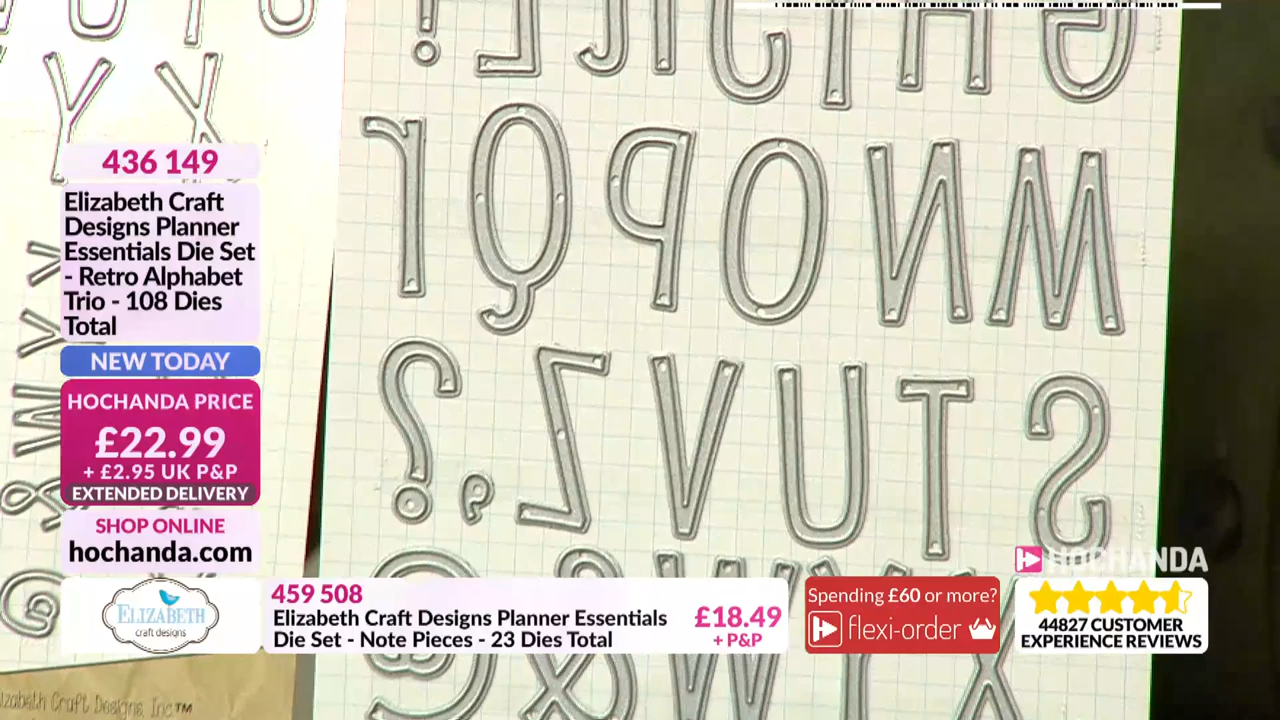 Y X
436 149
Elizabeth Craft
Designs Planner
Essentials Die Set
- Retro Alphabet
Trio - 108 Dies
Total
NEW TODAY
HOCHANDA PRICE
£22.99
+ £2.95 UK P&P
EXTENDED DELIVERY
SHOP ONLINE
hochanda.com
r Q P O N M
? , Z V U T S
HOCHANDA
ELIZABETH
craft designs
459 508
Elizabeth Craft Designs Planner Essentials
Die Set - Note Pieces - 23 Dies Total
£18.49
+ P&P
Spending £60 or more?
flexi-order
44827 CUSTOMER
EXPERIENCE REVIEWS
Elizabeth Craft Designs, Inc™